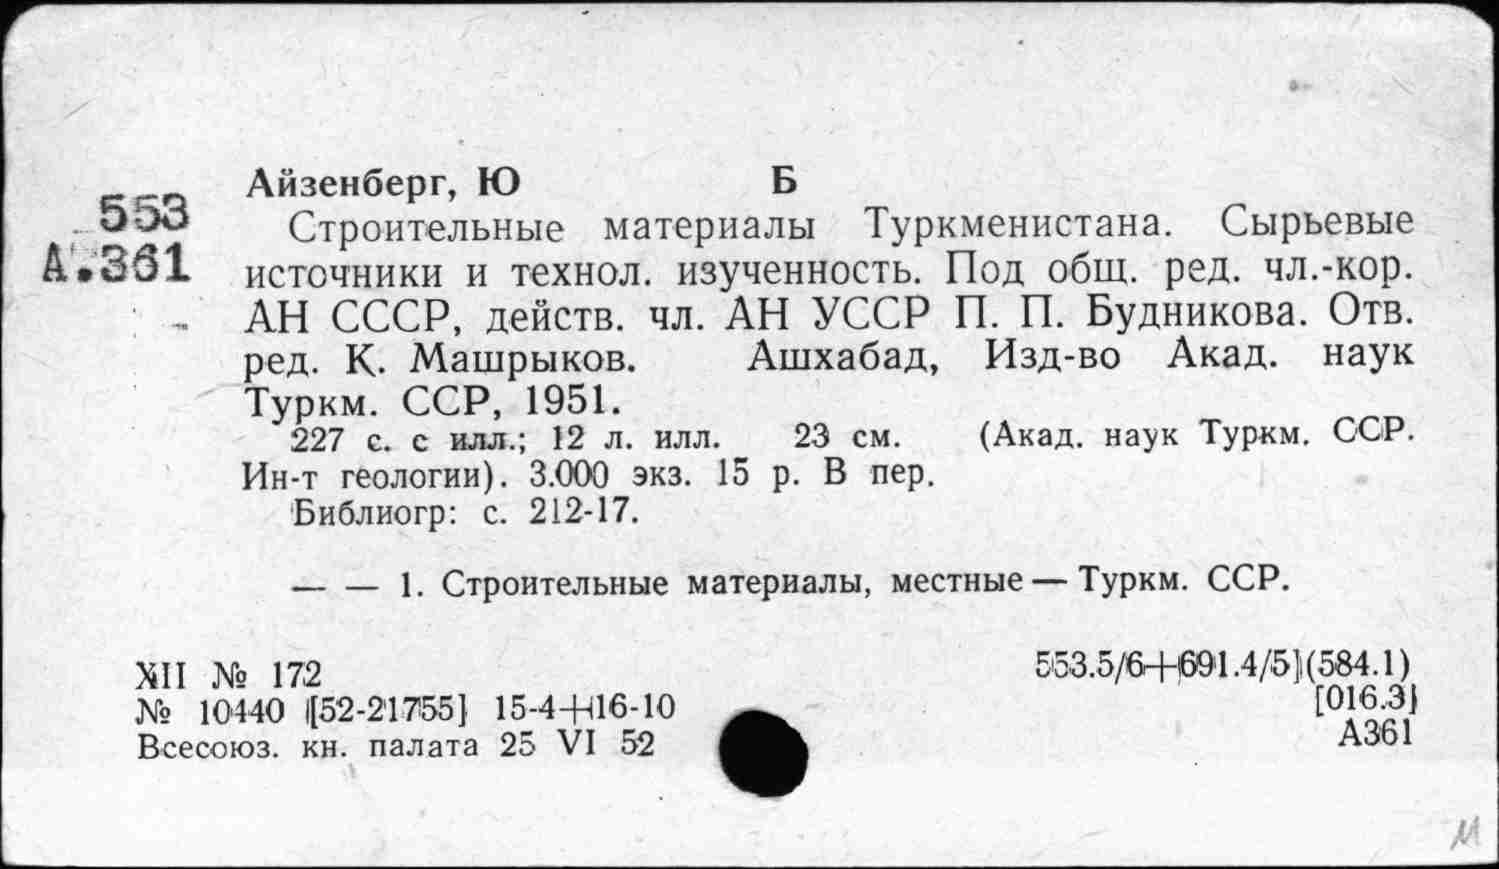 553
А.361
Айзенберг, Ю Б
Строительные материалы Туркменистана. Сырьевые
источники и технол. изученность. Под общ. ред. чл.-кор.
АН СССР, действ. чл. АН УССР П. П. Будникова. Отв.
ред. К. Машрыков. Ашхабад, Изд-во Акад. наук
Туркм. ССР, 1951.
227 с. с илл.; 12 л. илл. 23 см. (Акад. наук Туркм. ССР.
Ин-т геологии). 3.000 экз. 15 р. В пер.
Библиогр: с. 212-17.
— — 1. Строительные материалы, местные — Туркм. ССР.
XII № 172
№ 10440 [52-21755] 15-4+16-10
Всесоюз. кн. палата 25 VI 52
553.5/6+[691.4/5](584.1)
[016.3]
А361
М